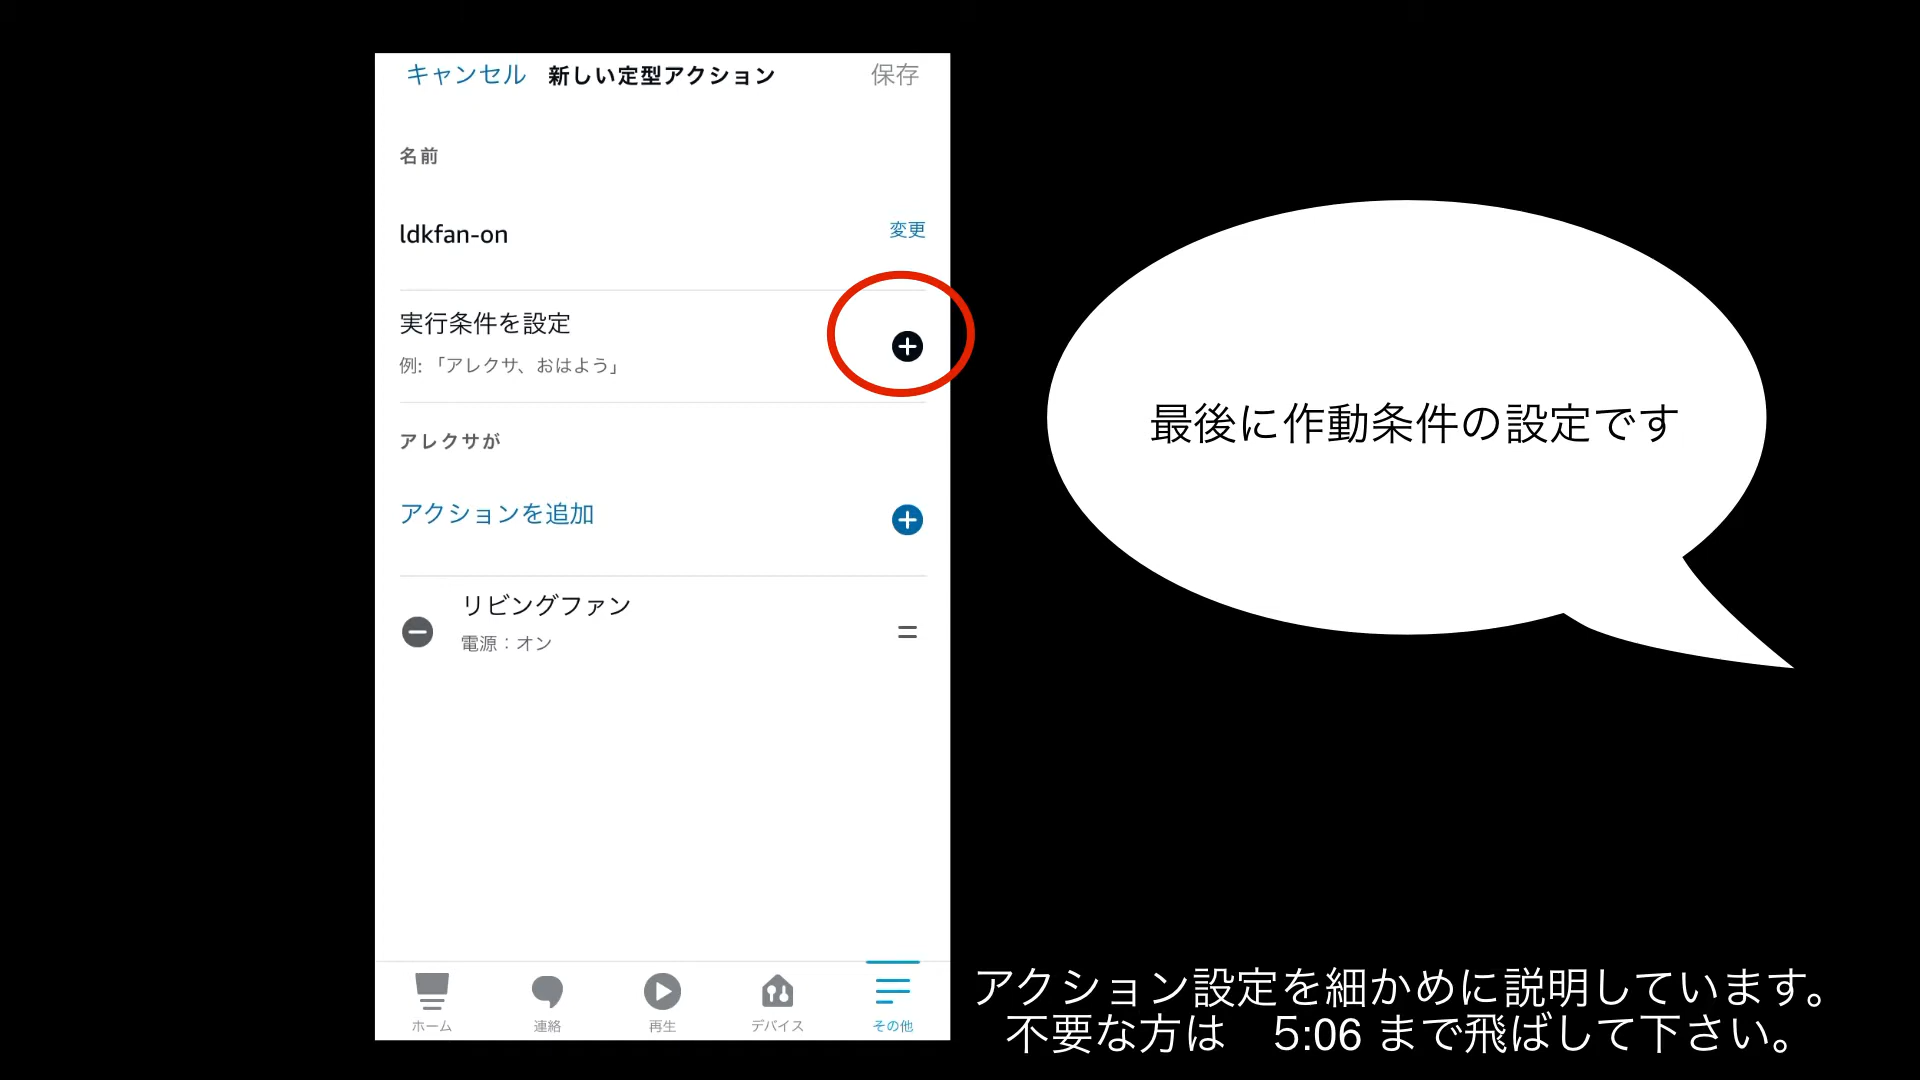 キャンセル 新しい定型アクション 保存
名前
ldkfan-on 変更
実行条件を設定
例: 「アレクサ、おはよう」
アレクサが
アクションを追加
リビングファン
電源：オン
ホーム 連絡 再生 デバイス その他
最後に作動条件の設定です
アクション設定を細かめに説明しています。
不要な方は　5:06 まで飛ばして下さい。